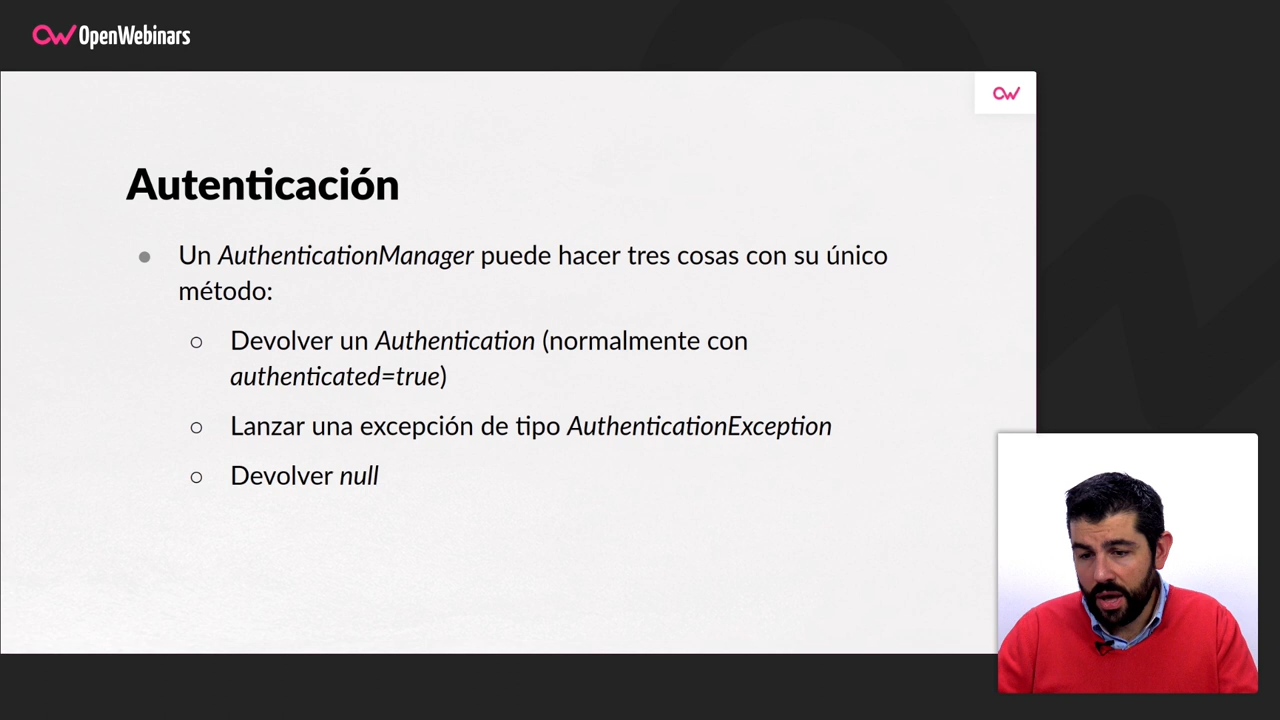 OpenWebinars
Autenticación
Un AuthenticationManager puede hacer tres cosas con su único
método:
Devolver un Authentication (normalmente con
authenticated=true)
Lanzar una excepción de tipo AuthenticationException
Devolver null